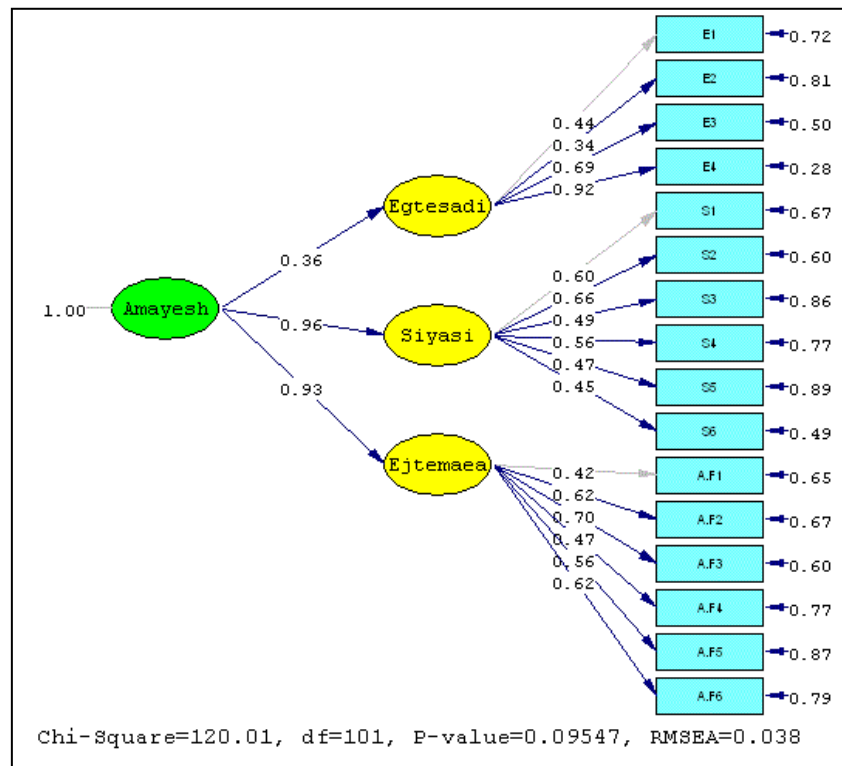 E1
0.72
E2
0.81
E3
0.50
E4
0.28
0.44
0.34
0.69
0.92
Egtesadi
S1
0.67
S2
0.60
S3
0.86
S4
0.77
S5
0.89
S6
0.49
0.36
0.60
0.66
0.49
0.56
0.47
0.45
1.00
Amayesh
0.96
Siyasi
0.93
Ejtemaea
0.42
0.62
0.70
0.47
0.56
0.62
A.F1
0.65
A.F2
0.67
A.F3
0.60
A.F4
0.77
A.F5
0.87
A.F6
0.79
Chi-Square=120.01, df=101, P-value=0.09547, RMSEA=0.038